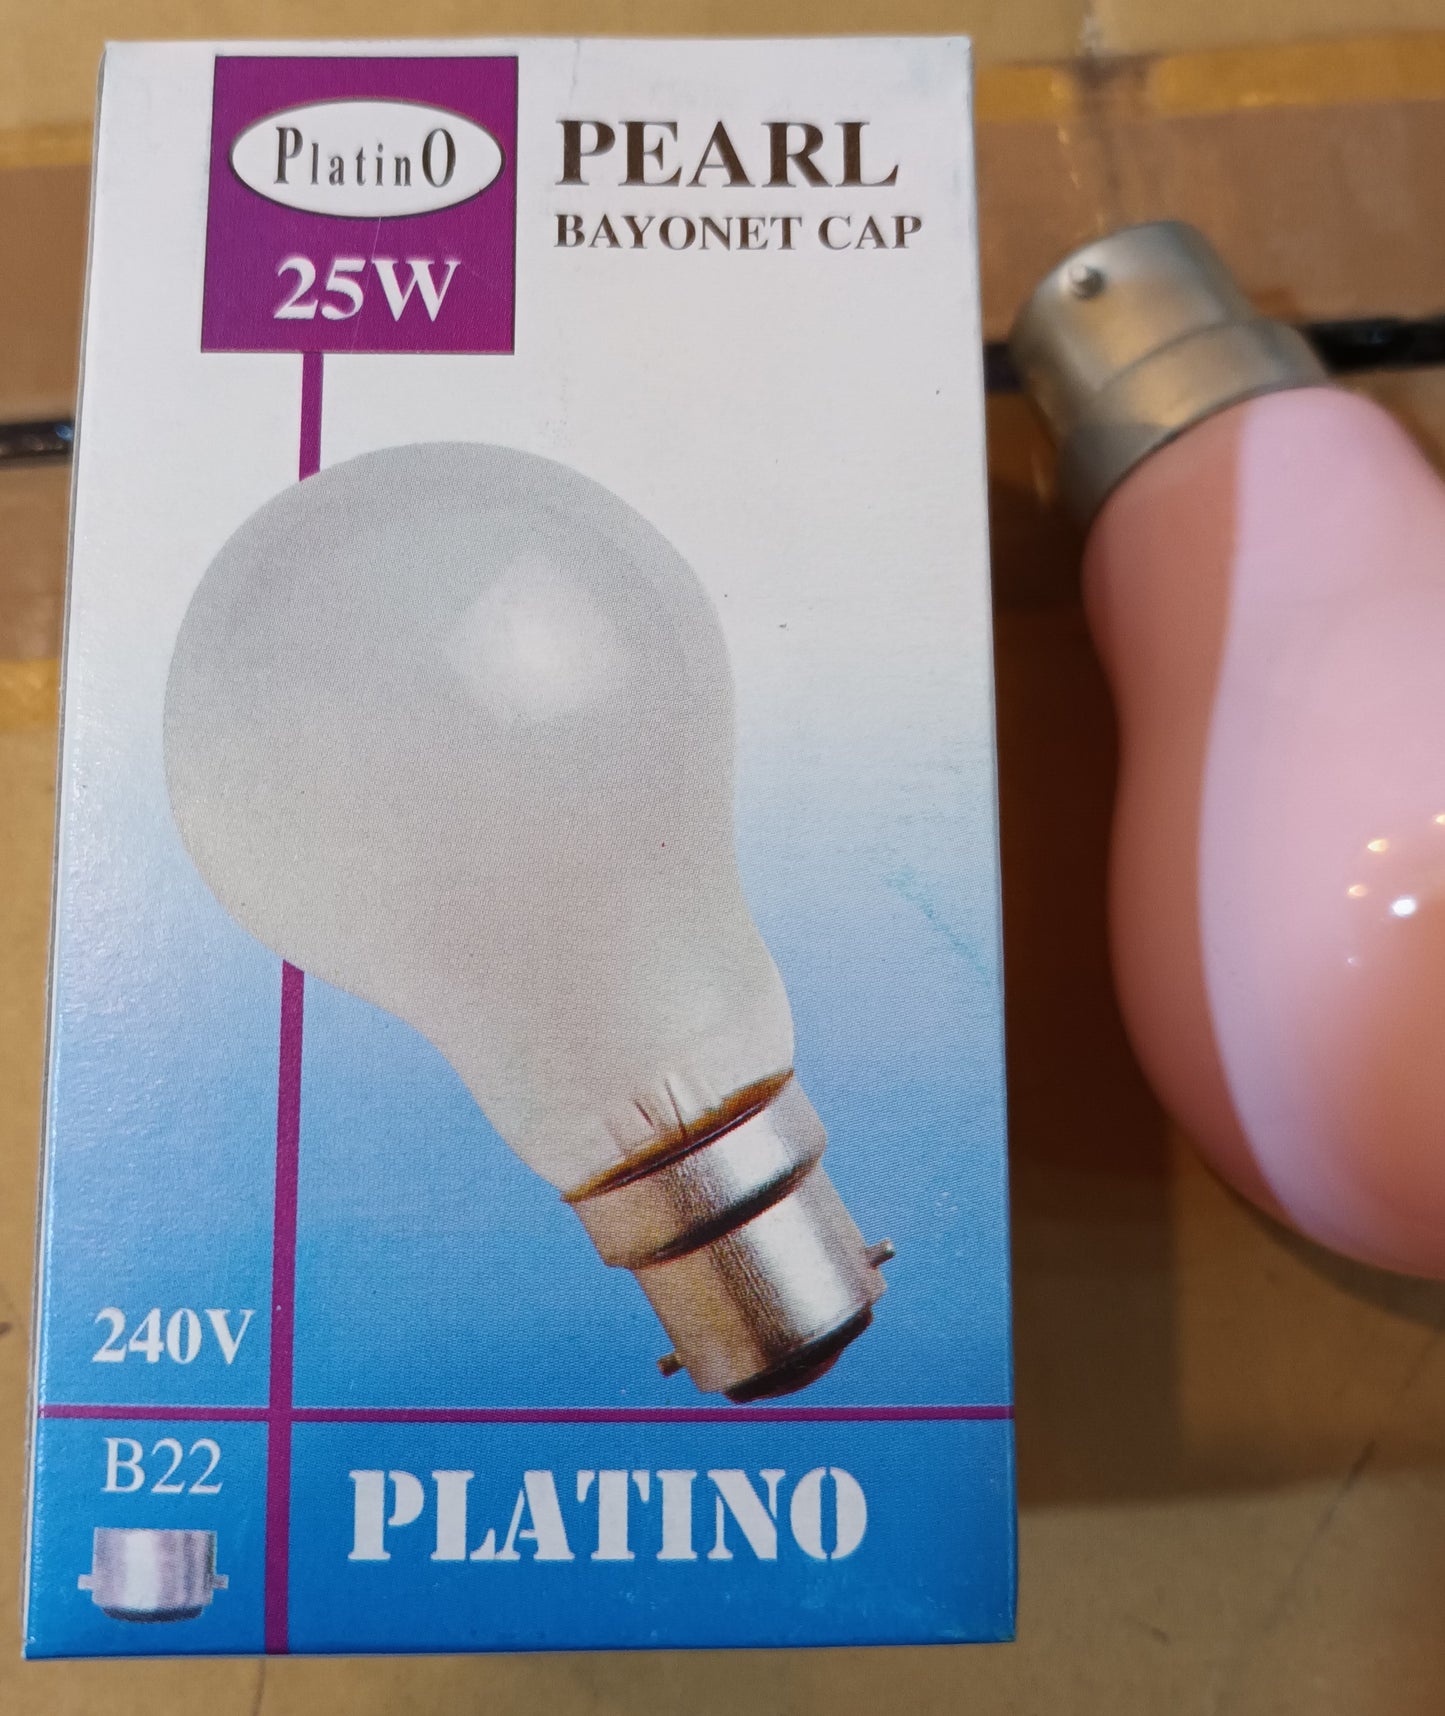 PlatinO
25W
PEARL
BAYONET CAP
240V
B22
PLATINO